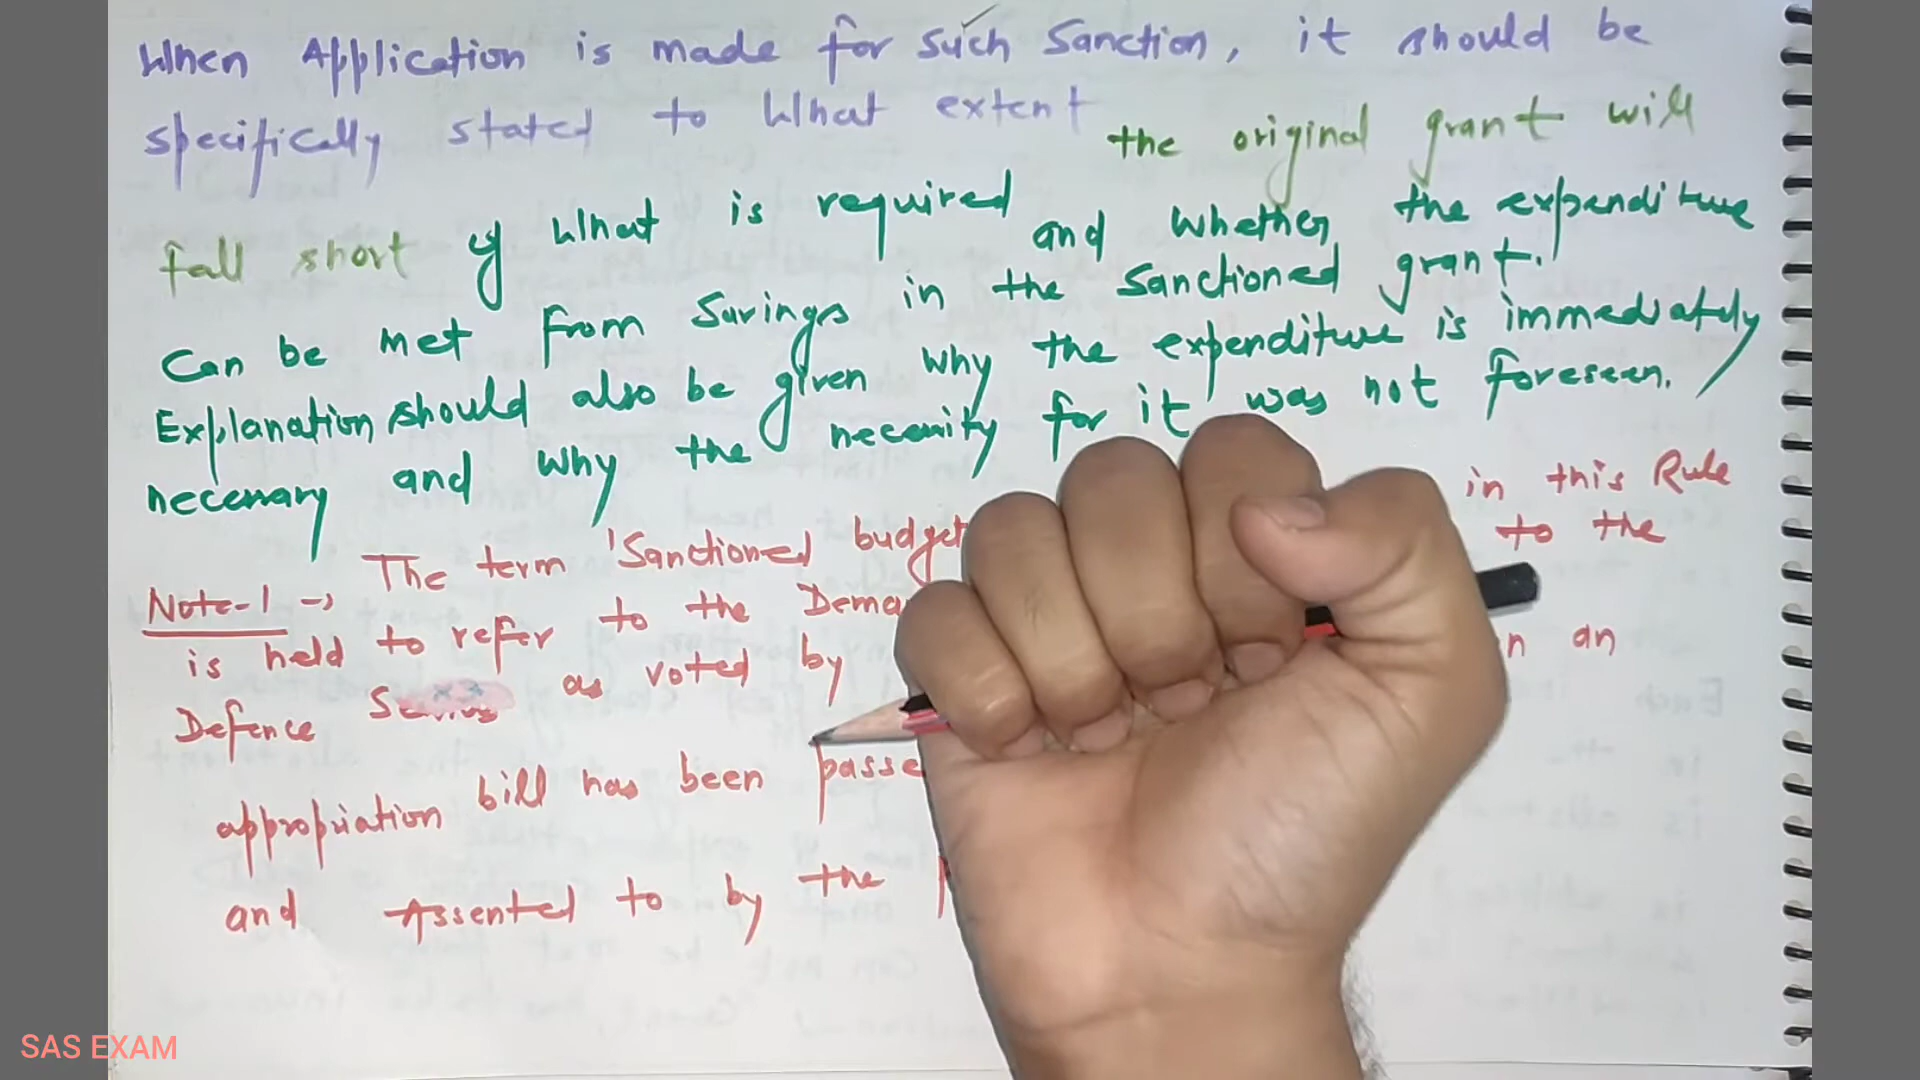 When Application is made for such Sanction, it should be
specifically stated to what extent the original grant will
fall short of what is required and whether the expenditure
Can be met from Savings in the Sanctioned grant.
Explanation should also be given why the expenditure is immediately
necessary and why the necessity for it was not foreseen.
Note-1 → The term 'Sanctioned budget in this Rule
is held to refer to the to the
Defence as voted by an
appropriation bill has been
and Assented to by the
SAS EXAM